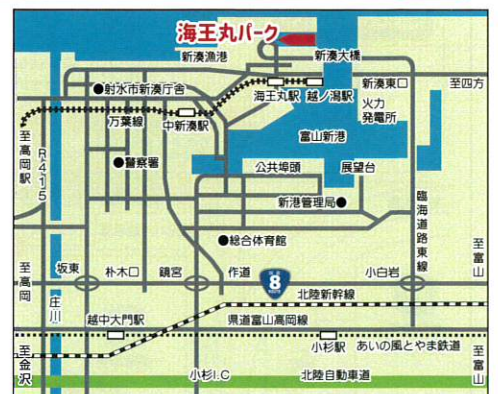 海王丸パーク
新湊漁港
新湊大橋
射水市新湊庁舎
海王丸駅
越ノ潟駅
新湊東口
至四方
万葉線
中新湊駅
火力
発電所
富山新港
至高岡駅
R415
警察署
公共埠頭
展望台
新港管理局
臨海道路東線
総合体育館
至富山
至高岡
坂東
朴木口
鏡宮
作道
国道
8
ROUTE
小白岩
庄川
北陸新幹線
越中大門駅
県道富山高岡線
小杉駅
あいの風とやま鉄道
至金沢
小杉I.C
北陸自動車道
至富山